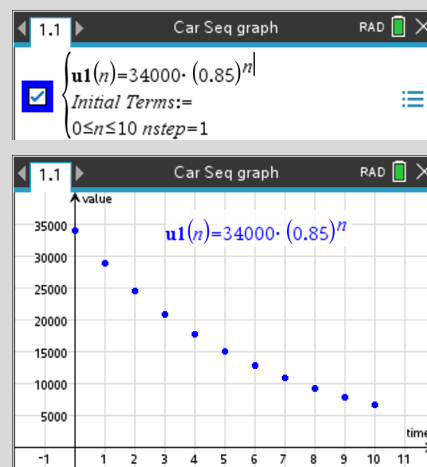 1.1 Car Seq graph RAD
u1(n)=34000·(0.85)ⁿ
Initial Terms:=
0≤n≤10 nstep=1
1.1 Car Seq graph RAD
value
u1(n)=34000·(0.85)ⁿ
35000
30000
25000
20000
15000
10000
5000
time
-1 1 2 3 4 5 6 7 8 9 10 11